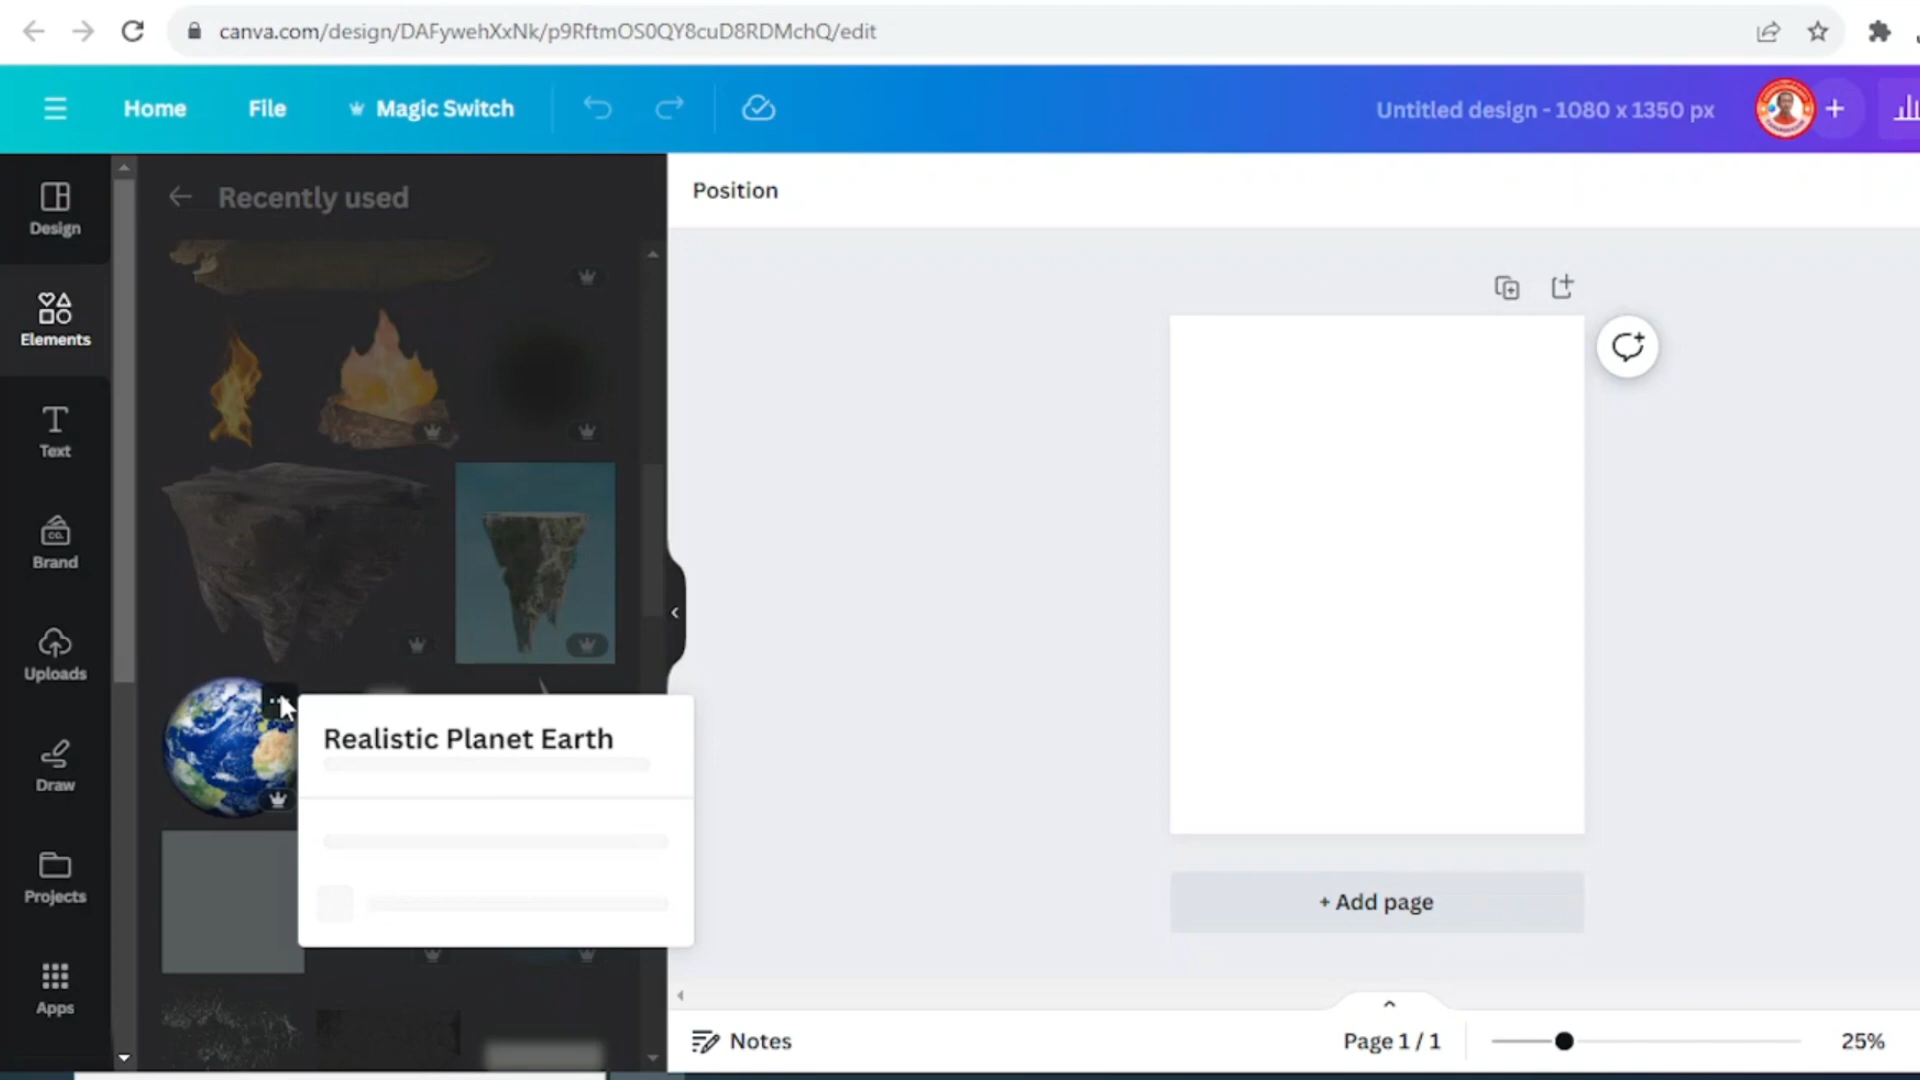 canva.com/design/DAFywehXxNk/p9RftmOS0QY8cuD8RDMchQ/edit
Home File Magic Switch Untitled design - 1080 x 1350 px
Design
Elements
Text
CO.
Brand
Uploads
Draw
Projects
Apps
Recently used
Realistic Planet Earth
Position
+ Add page
Notes
Page 1 / 1
25%